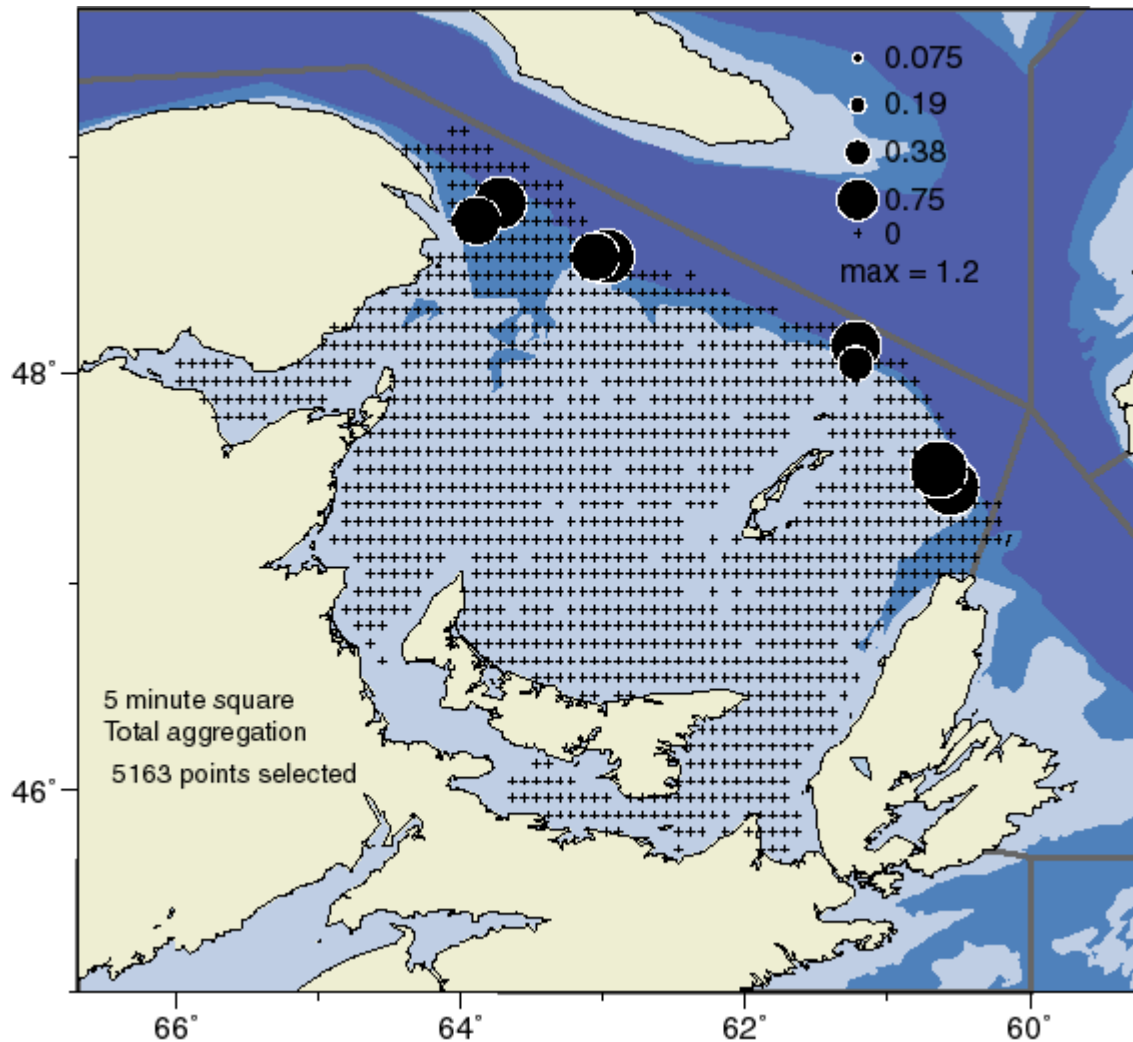 0.075
0.19
0.38
0.75
0
max = 1.2
48°
5 minute square
Total aggregation
5163 points selected
46°
66° 64° 62° 60°